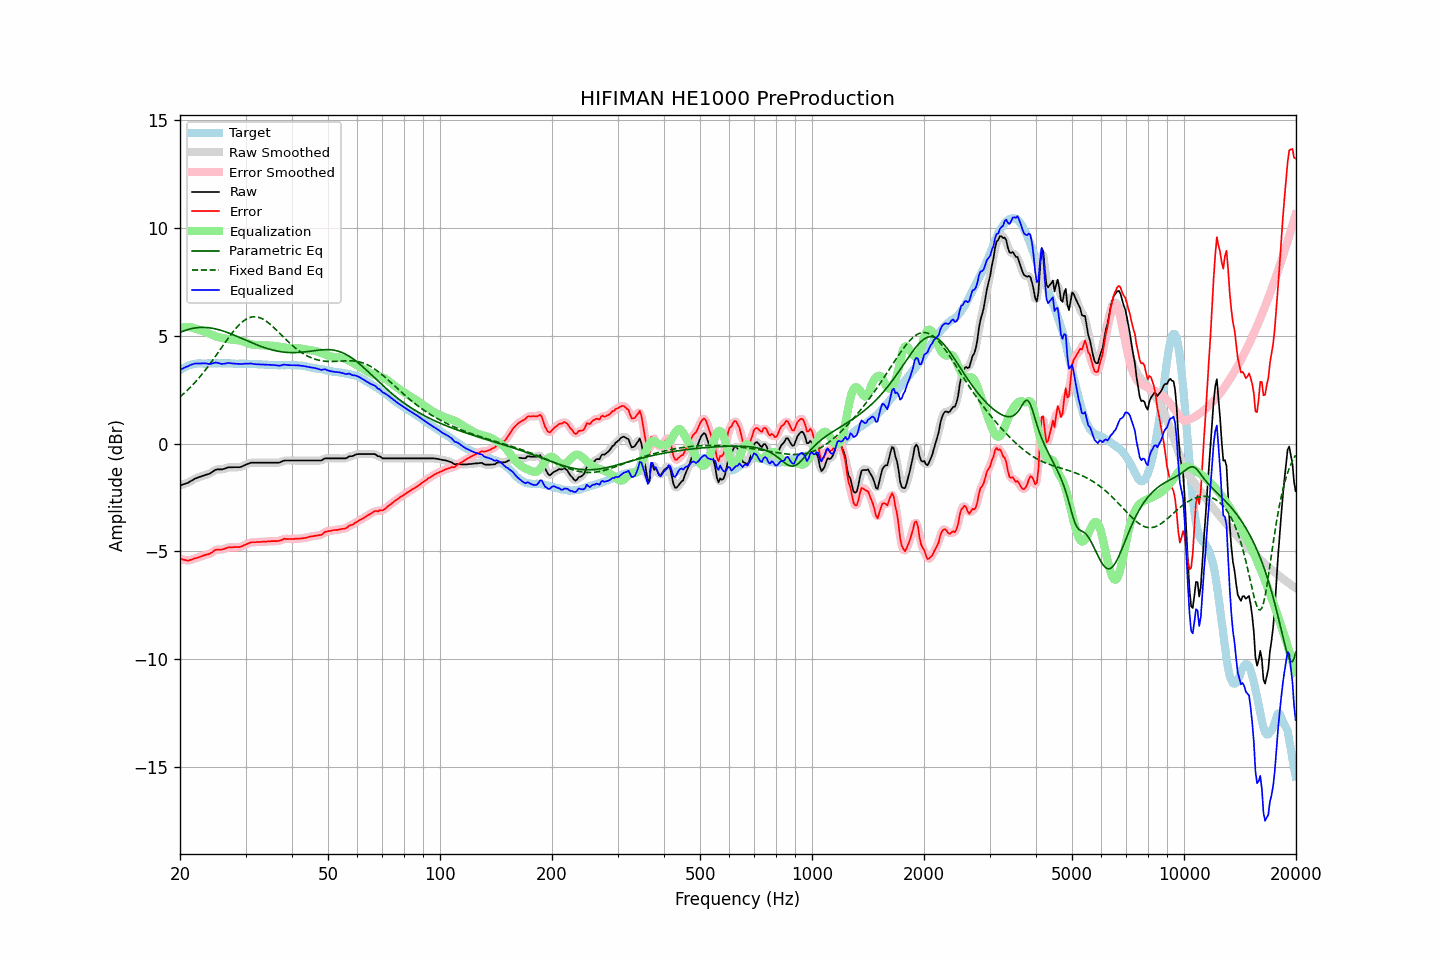 HIFIMAN HE1000 PreProduction
Target
Raw Smoothed
Error Smoothed
Raw
Error
Equalization
Parametric Eq
Fixed Band Eq
Equalized
15
10
5
0
−5
−10
−15
Amplitude (dBr)
20
50
100
200
500
1000
2000
5000
10000
20000
Frequency (Hz)